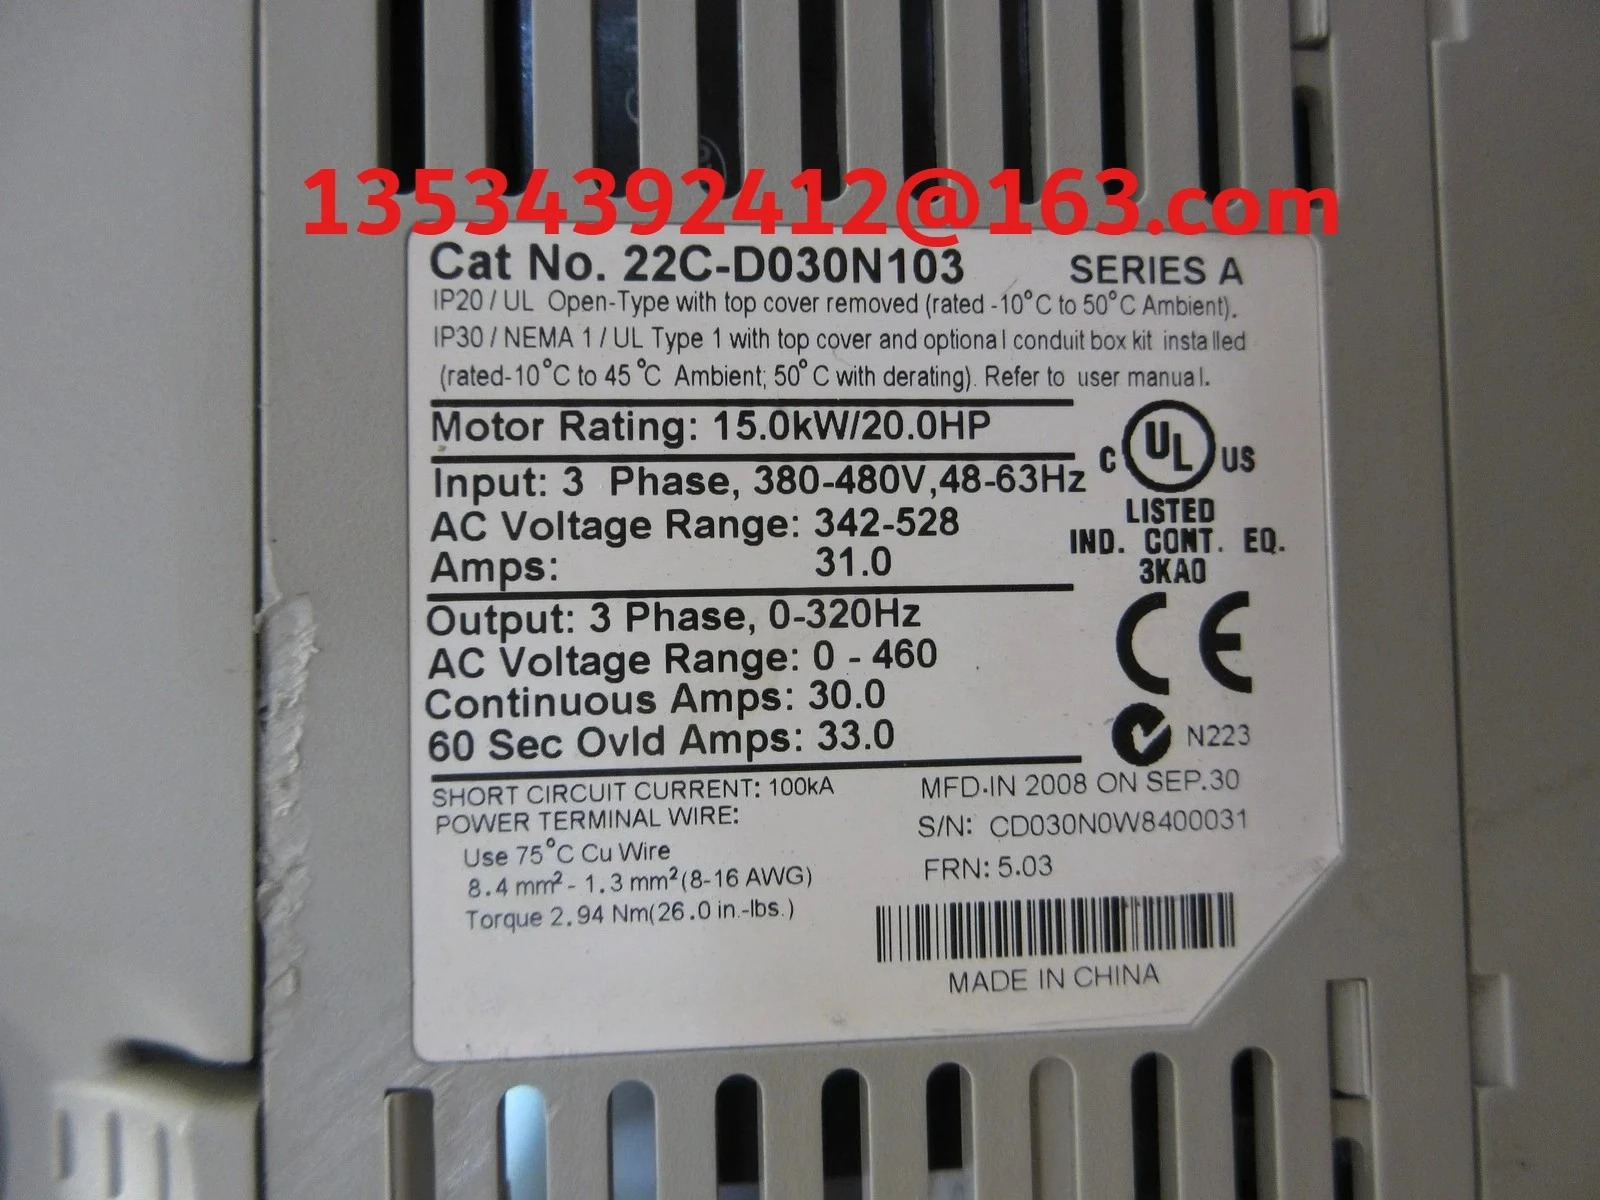 13534392412@163.com
Cat No. 22C-D030N103 SERIES A
IP20 / UL Open-Type with top cover removed (rated -10°C to 50°C Ambient).
IP30 / NEMA 1 / UL Type 1 with top cover and optional conduit box kit installed
(rated-10°C to 45°C Ambient; 50°C with derating). Refer to user manual.
Motor Rating: 15.0kW/20.0HP
Input: 3 Phase, 380-480V,48-63Hz
AC Voltage Range: 342-528
Amps: 31.0
C UL US
LISTED
IND. CONT. EQ.
3KA0
Output: 3 Phase, 0-320Hz
AC Voltage Range: 0 - 460
Continuous Amps: 30.0
60 Sec Ovld Amps: 33.0
CE
N223
SHORT CIRCUIT CURRENT: 100kA
POWER TERMINAL WIRE:
Use 75°C Cu Wire
8.4 mm² - 1.3 mm² (8-16 AWG)
Torque 2.94 Nm(26.0 in.-lbs.)
MFD.IN 2008 ON SEP.30
S/N: CD030N0W8400031
FRN: 5.03
MADE IN CHINA